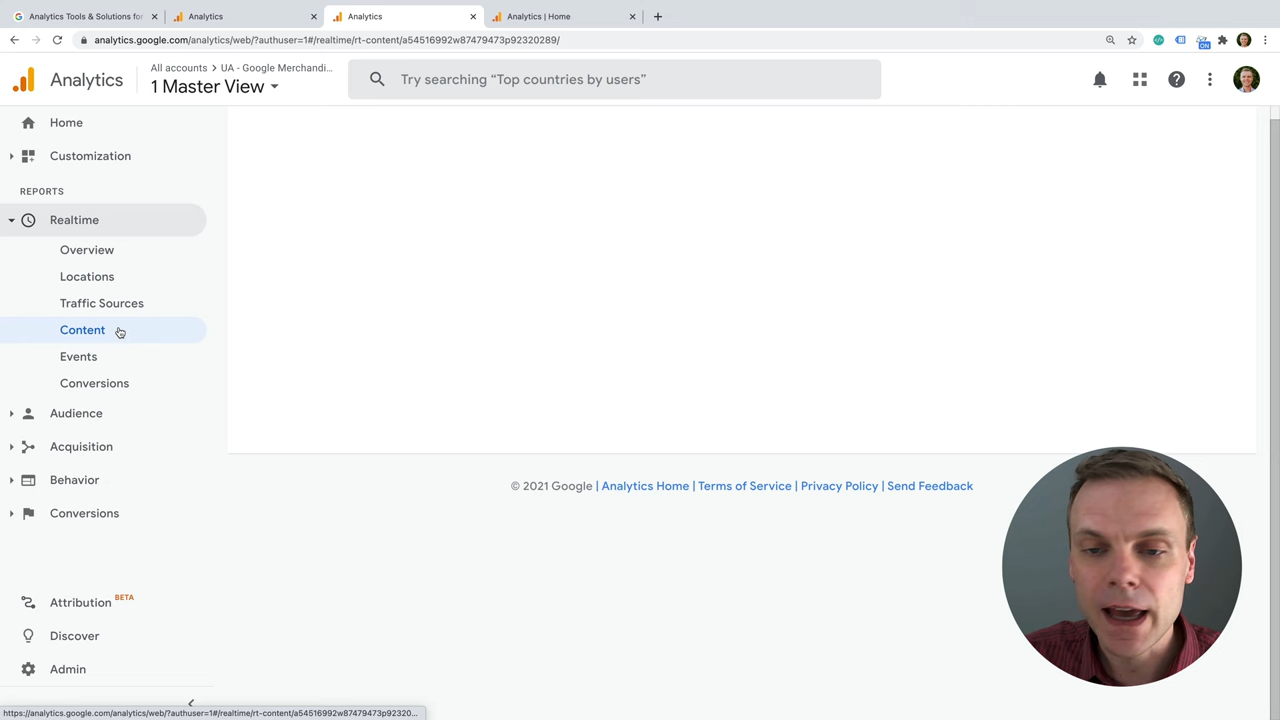 Analytics Tools & Solutions for
Analytics
Analytics
Analytics | Home
analytics.google.com/analytics/web/?authuser=1#/realtime/rt-content/a54516992w87479473p92320289/
ON
Analytics
All accounts > UA - Google Merchandi...
1 Master View
Try searching “Top countries by users”
Home
Customization
REPORTS
Realtime
Overview
Locations
Traffic Sources
Content
Events
Conversions
Audience
Acquisition
Behavior
Conversions
Attribution BETA
Discover
Admin
© 2021 Google | Analytics Home | Terms of Service | Privacy Policy | Send Feedback
https://analytics.google.com/analytics/web/?authuser=1#/realtime/rt-content/a54516992w87479473p92320...